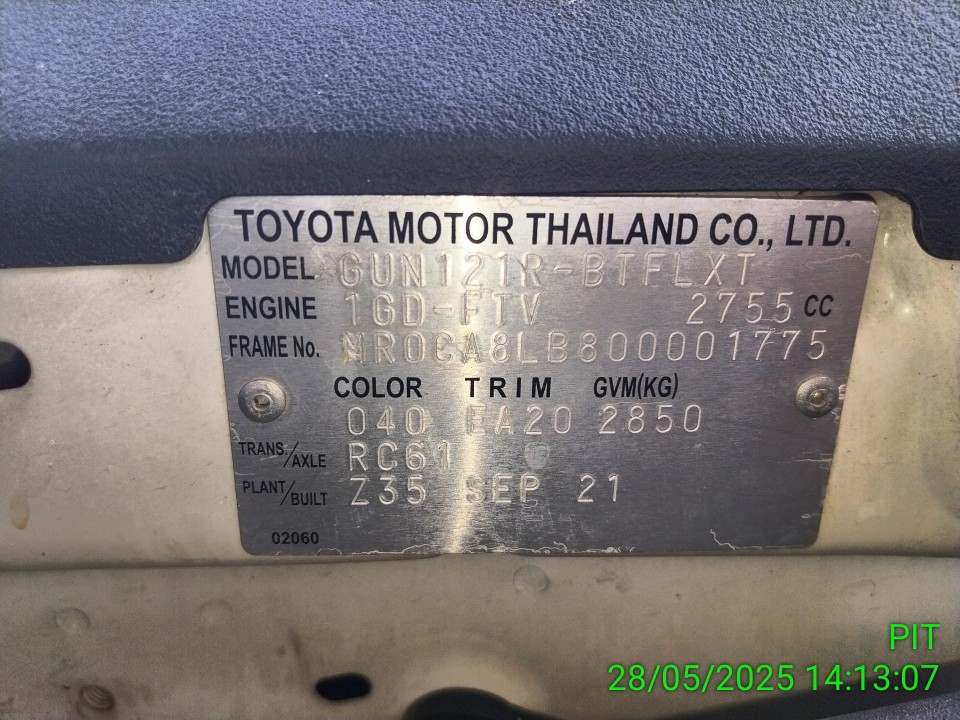 TOYOTA MOTOR THAILAND CO., LTD.
MODEL GUN121R-BTFLXT
ENGINE 1GD-FTV 2755 CC
FRAME No. MR0CA8LB800001775
COLOR TRIM GVM(KG)
040 EA20 2850
TRANS./AXLE RC61
PLANT/BUILT Z35 SEP 21
02060
PIT
28/05/2025 14:13:07